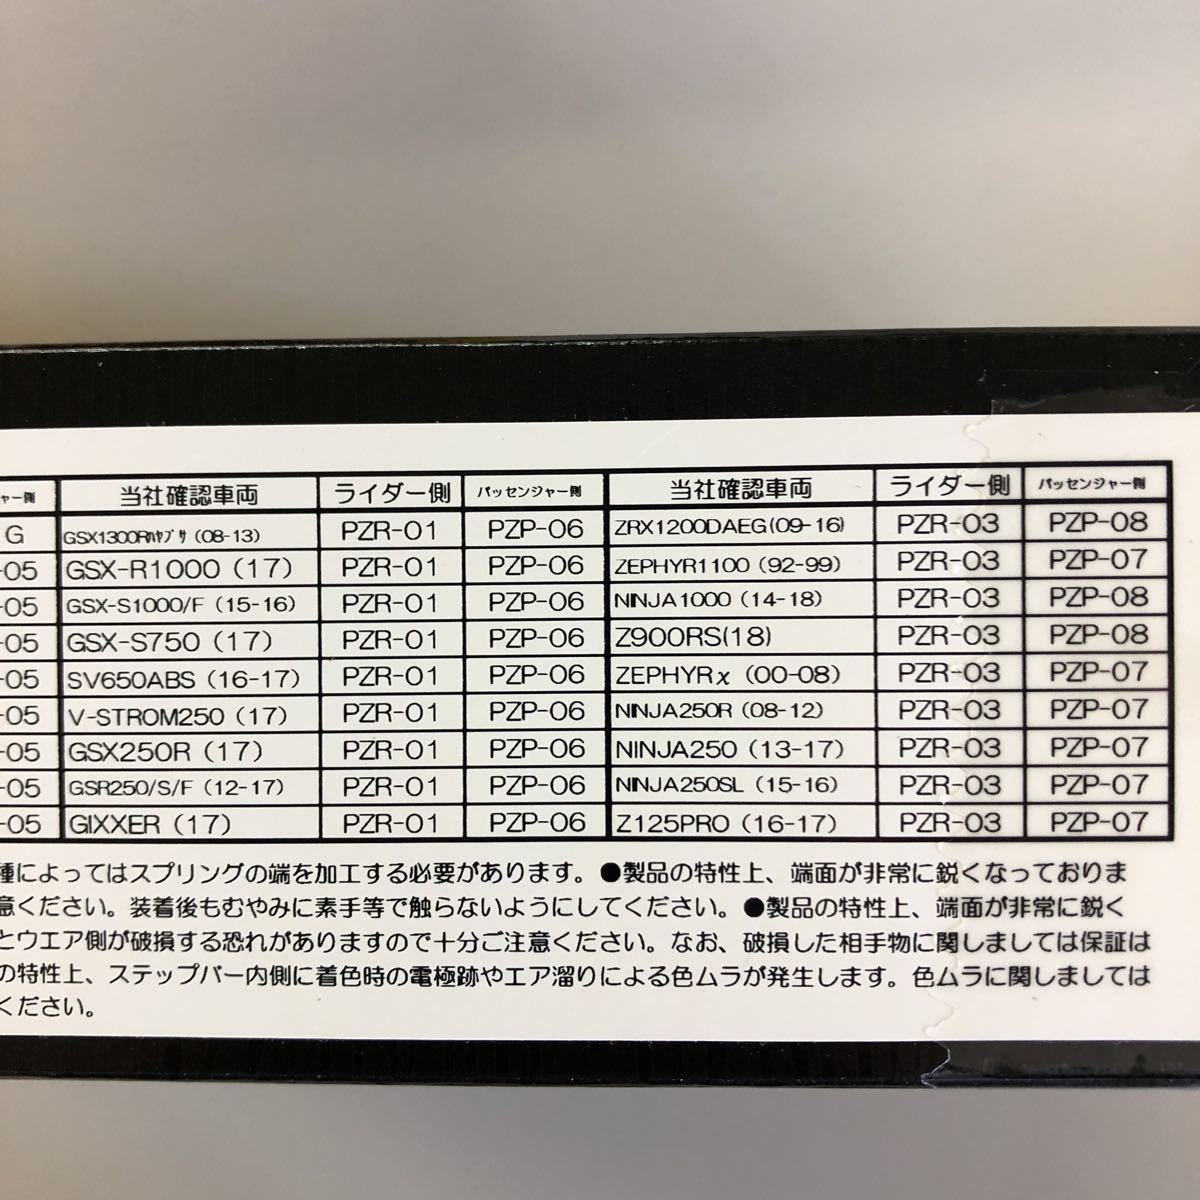 ャー側 当社確認車両 ライダー側 パッセンジャー側 当社確認車両 ライダー側 パッセンジャー側
G GSX1300Rハヤブサ (08-13) PZR-01 PZP-06 ZRX1200DAEG(09-16) PZR-03 PZP-08
-05 GSX-R1000 (17) PZR-01 PZP-06 ZEPHYR1100 (92-99) PZR-03 PZP-07
-05 GSX-S1000/F (15-16) PZR-01 PZP-06 NINJA1000 (14-18) PZR-03 PZP-08
-05 GSX-S750 (17) PZR-01 PZP-06 Z900RS(18) PZR-03 PZP-08
-05 SV650ABS (16-17) PZR-01 PZP-06 ZEPHYRχ (00-08) PZR-03 PZP-07
-05 V-STROM250 (17) PZR-01 PZP-06 NINJA250R (08-12) PZR-03 PZP-07
-05 GSX250R (17) PZR-01 PZP-06 NINJA250 (13-17) PZR-03 PZP-07
-05 GSR250/S/F (12-17) PZR-01 PZP-06 NINJA250SL (15-16) PZR-03 PZP-07
-05 GIXXER (17) PZR-01 PZP-06 Z125PRO (16-17) PZR-03 PZP-07
種によってはスプリングの端を加工する必要があります。●製品の特性上、端面が非常に鋭くなっておりま
意ください。装着後もむやみに素手等で触らないようにしてください。●製品の特性上、端面が非常に鋭く
とウエア側が破損する恐れがありますので十分ご注意ください。なお、破損した相手物に関しましては保証は
の特性上、ステップバー内側に着色時の電極跡やエア溜りによる色ムラが発生します。色ムラに関しましては
ください。